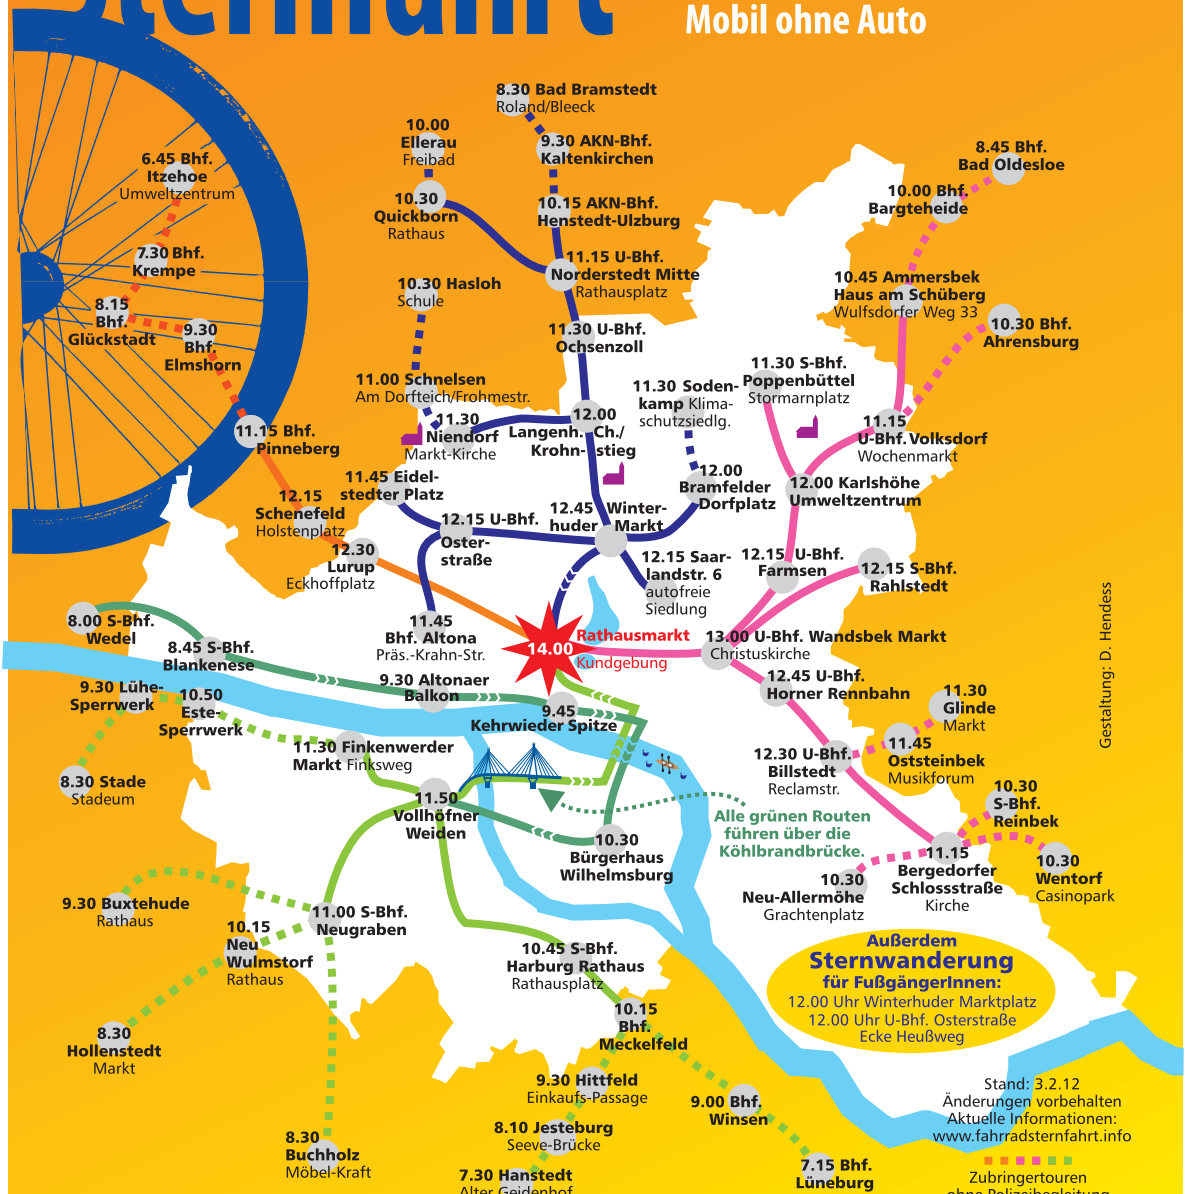 Mobil ohne Auto
8.30 Bad Bramstedt
Roland/Bleeck
10.00
Ellerau
Freibad
9.30 AKN-Bhf.
Kaltenkirchen
8.45 Bhf.
Bad Oldesloe
6.45 Bhf.
Itzehoe
Umweltzentrum
10.30
Quickborn
Rathaus
10.15 AKN-Bhf.
Henstedt-Ulzburg
10.00 Bhf.
Bargteheide
7.30 Bhf.
Krempe
11.15 U-Bhf.
Norderstedt Mitte
Rathausplatz
10.30 Hasloh
Schule
10.45 Ammersbek
Haus am Schüberg
Wulfsdorfer Weg 33
8.15
Bhf.
Glückstadt
9.30
Bhf.
Elmshorn
11.30 U-Bhf.
Ochsenzoll
10.30 Bhf.
Ahrensburg
11.00 Schnelsen
Am Dorfteich/Frohmestr.
11.30 Soden-
kamp Klima-
schutzsiedlg.
11.30 S-Bhf.
Poppenbüttel
Stormarnplatz
11.15 Bhf.
Pinneberg
11.30
Niendorf
Markt-Kirche
12.00
Langenh. Ch./
Krohn- stieg
11.15
U-Bhf. Volksdorf
Wochenmarkt
11.45 Eidel-
stedter Platz
12.00
Bramfelder
Dorfplatz
12.00 Karlshöhe
Umweltzentrum
12.15
Schenefeld
Holstenplatz
12.15 U-Bhf.
Oster-
straße
12.45 Winter-
huder Markt
12.30
Lurup
Eckhoffplatz
12.15 Saar-
landstr. 6
autofreie
Siedlung
12.15 U-Bhf.
Farmsen
12.15 S-Bhf.
Rahlstedt
8.00 S-Bhf.
Wedel
8.45 S-Bhf.
Blankenese
11.45
Bhf. Altona
Präs.-Krahn-Str.
14.00
Rathausmarkt
Kundgebung
13.00 U-Bhf. Wandsbek Markt
Christuskirche
Gestaltung: D. Hendess
9.30 Lühe-
Sperrwerk
10.50
Este-
Sperrwerk
9.30 Altonaer
Balkon
9.45
Kehrwieder Spitze
12.45 U-Bhf.
Horner Rennbahn
11.30
Glinde
Markt
11.30 Finkenwerder
Markt Finksweg
12.30 U-Bhf.
Billstedt
Reclamstr.
11.45
Oststeinbek
Musikforum
8.30 Stade
Stadeum
11.50
Vollhöfner
Weiden
Alle grünen Routen
führen über die
Köhlbrandbrücke.
10.30
S-Bhf.
Reinbek
10.30
Bürgerhaus
Wilhelmsburg
11.15
Bergedorfer
Schlossstraße
Kirche
10.30
Wentorf
Casinopark
10.30
Neu-Allermöhe
Grachtenplatz
9.30 Buxtehude
Rathaus
11.00 S-Bhf.
Neugraben
10.15
Neu
Wulmstorf
Rathaus
10.45 S-Bhf.
Harburg Rathaus
Rathausplatz
Außerdem
Sternwanderung
für FußgängerInnen:
12.00 Uhr Winterhuder Marktplatz
12.00 Uhr U-Bhf. Osterstraße
Ecke Heußweg
8.30
Hollenstedt
Markt
10.15
Bhf.
Meckelfeld
9.30 Hittfeld
Einkaufs-Passage
9.00 Bhf.
Winsen
Stand: 3.2.12
Änderungen vorbehalten
Aktuelle Informationen:
www.fahrradsternfahrt.info
8.30
Buchholz
Möbel-Kraft
8.10 Jesteburg
Seeve-Brücke
7.30 Hanstedt
Alter Geidenhof
7.15 Bhf.
Lüneburg
Zubringertouren
ohne Polizeibegleitung